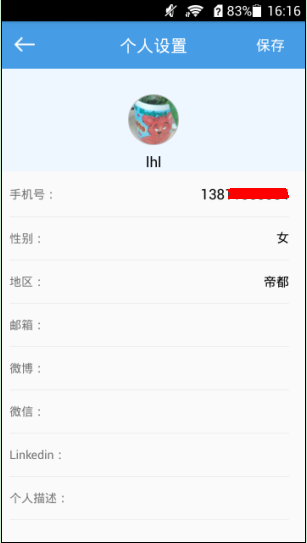 83% 16:16
个人设置 保存
lhl
手机号：
性别： 女
地区： 帝都
邮箱：
微博：
微信：
Linkedin：
个人描述：